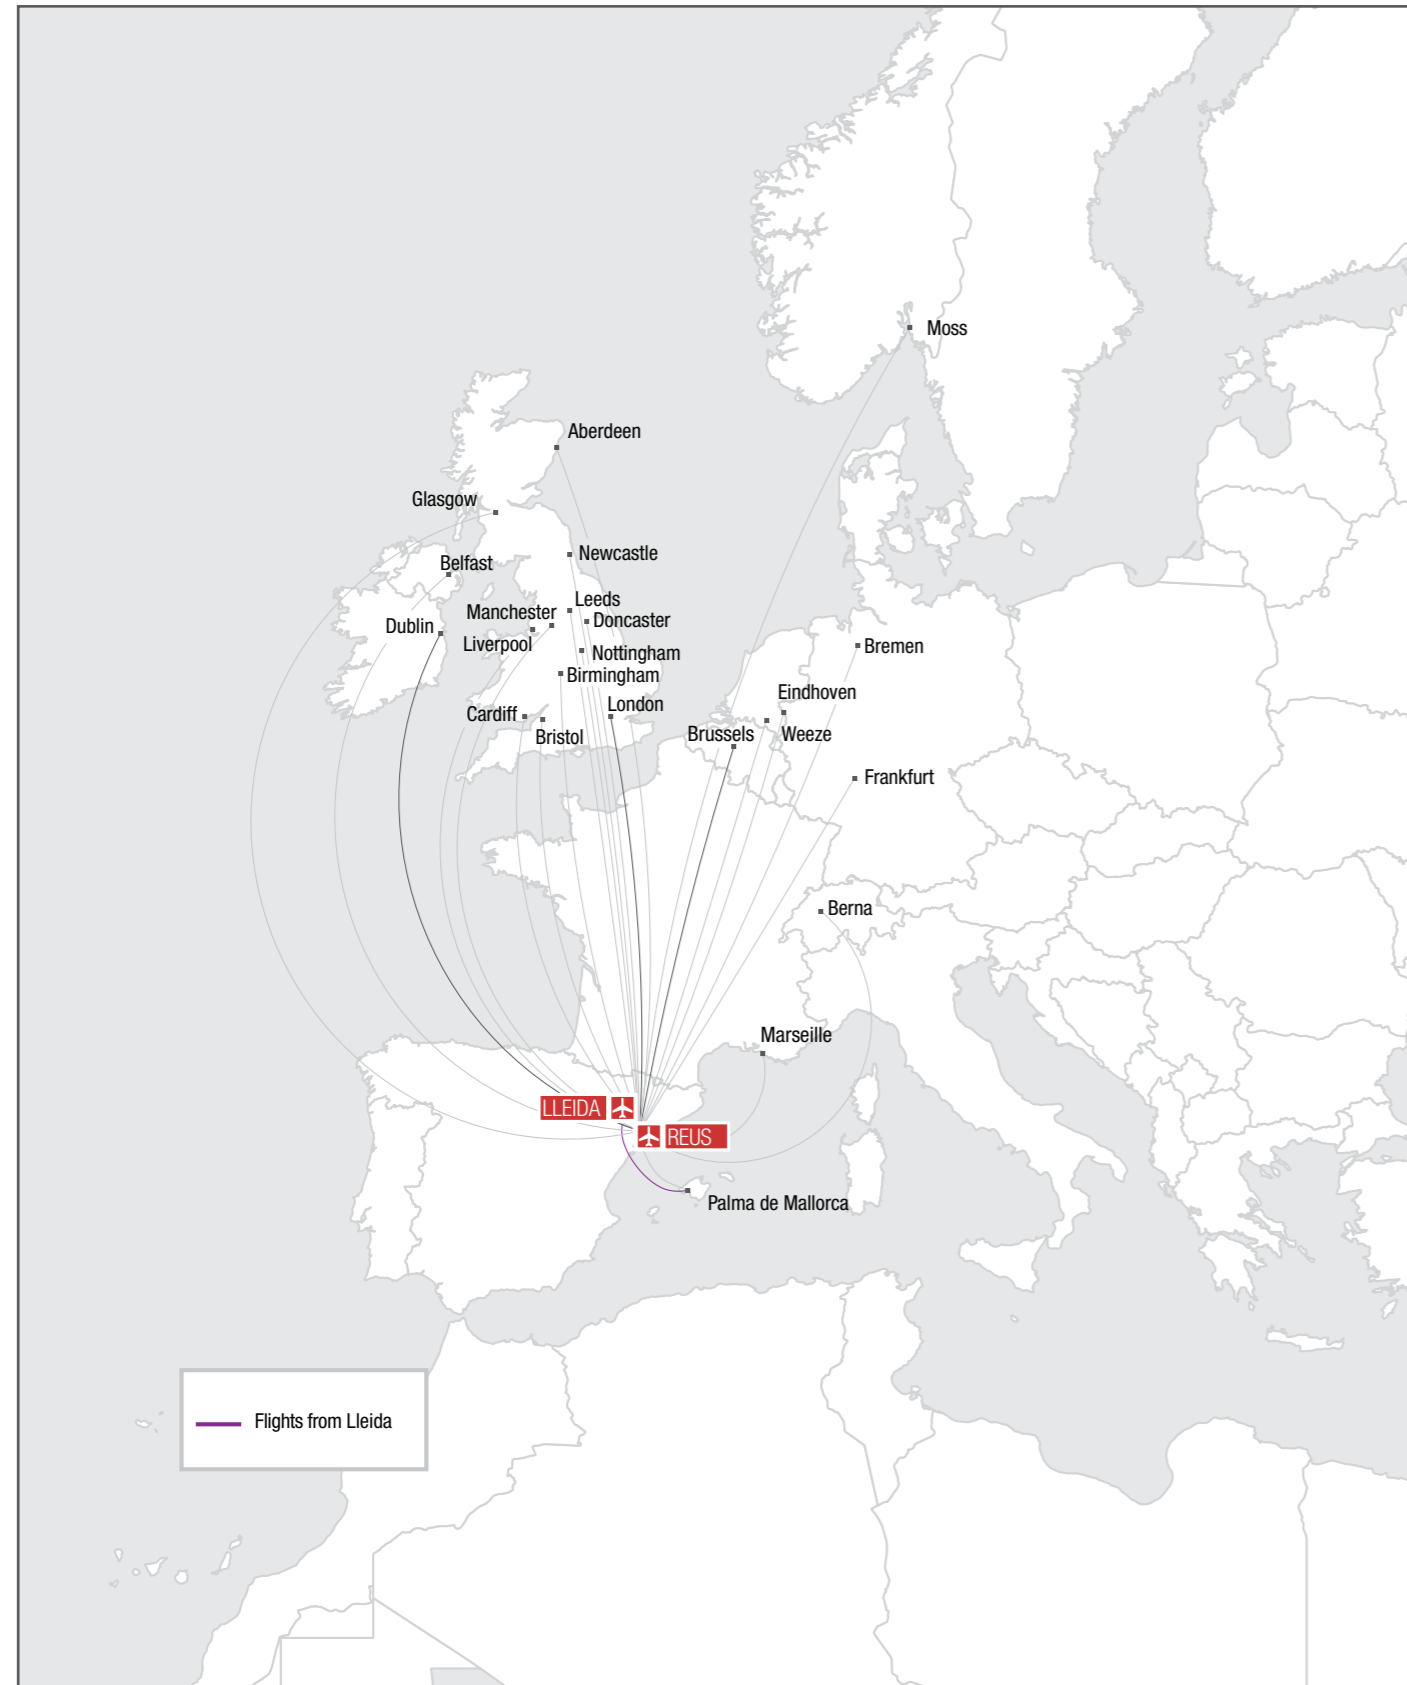 Moss
Aberdeen
Glasgow
Newcastle
Belfast
Leeds
Manchester
Doncaster
Dublin
Liverpool
Nottingham
Bremen
Birmingham
Eindhoven
London
Cardiff
Bristol
Brussels
Weeze
Frankfurt
Berna
Marseille
LLEIDA
REUS
Palma de Mallorca
Flights from Lleida